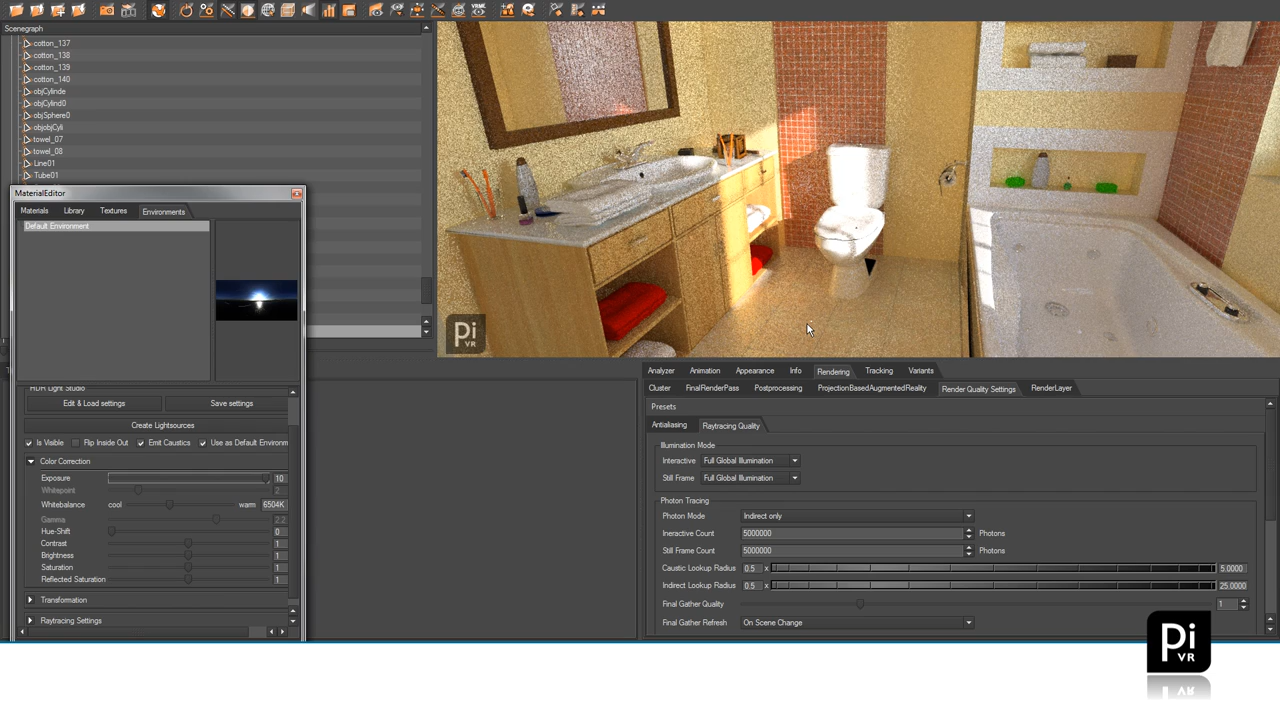 Scenegraph
cotton_137
cotton_138
cotton_139
cotton_140
objCylinde
objCylind0
objSphere0
objobjCyli
towel_07
towel_08
Line01
Tube01
MaterialEditor
Materials Library Textures Environments
Default Environment
HDR Light Studio
Edit & Load settings Save settings
Create Lightsources
Is Visible Flip Inside Out Emit Caustics Use as Default Environm
Color Correction
Exposure 10
Whitepoint 2
Whitebalance cool warm 6504K
Gamma 2.2
Hue-Shift 0
Contrast 1
Brightness 1
Saturation 1
Reflected Saturation 1
Transformation
Raytracing Settings
Pi
VR
Analyzer Animation Appearance Info Rendering Tracking Variants
Cluster FinalRenderPass Postprocessing ProjectionBasedAugmentedReality Render Quality Settings RenderLayer
Presets
Antialiasing Raytracing Quality
Illumination Mode
Interactive Full Global Illumination
Still Frame Full Global Illumination
Photon Tracing
Photon Mode Indirect only
Ineractive Count 5000000 Photons
Still Frame Count 5000000 Photons
Caustic Lookup Radius 0.5 x 5.0000
Indirect Lookup Radius 0.5 x 25.0000
Final Gather Quality 1
Final Gather Refresh On Scene Change
Pi
VR